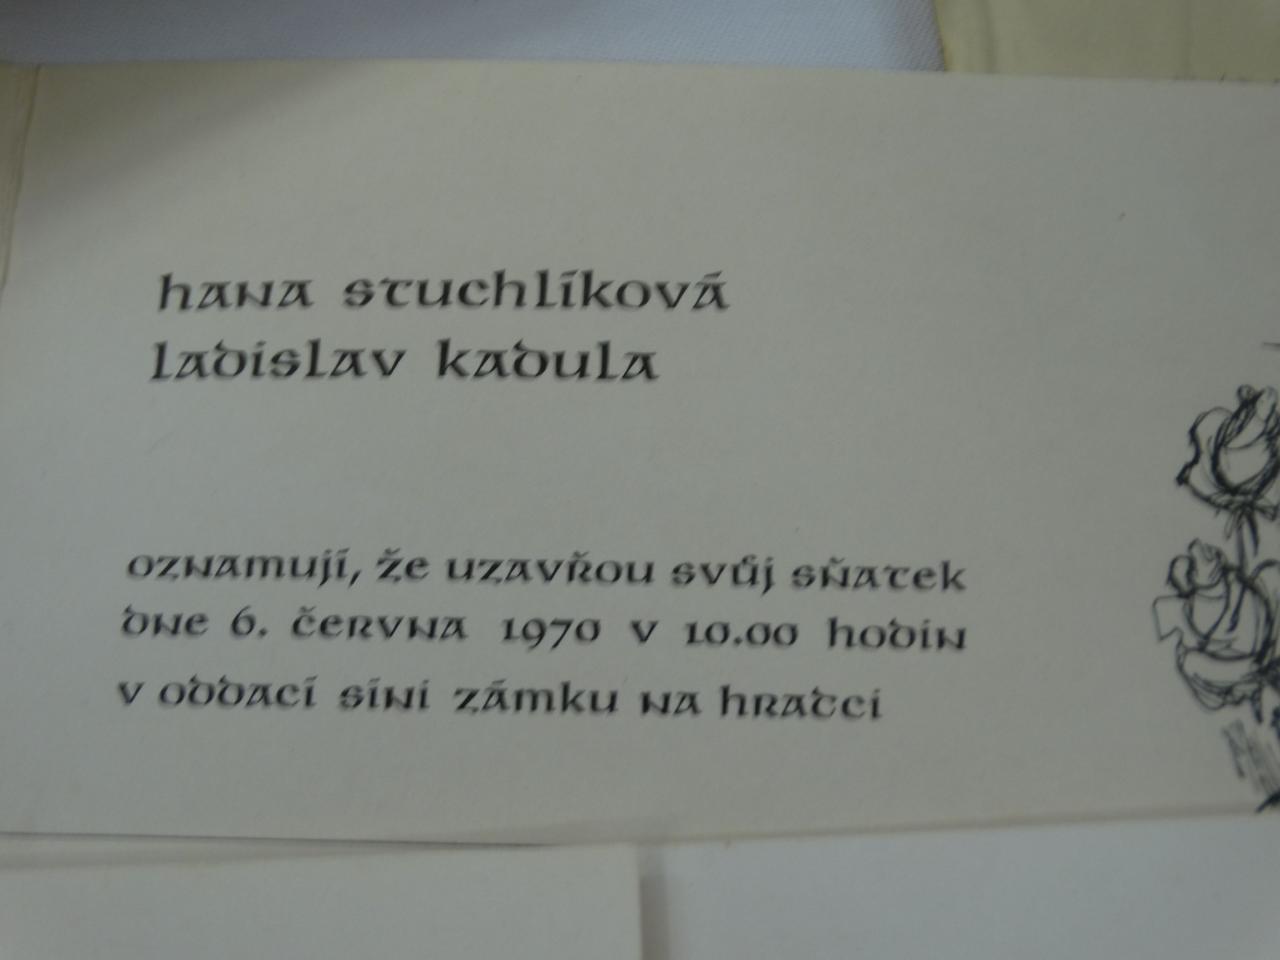 hana stuchlíková
ladislav kadula
oznamují, že uzavřou svůj sňatek
dne 6. června 1970 v 10.00 hodin
v oddací síni zámku na hradci